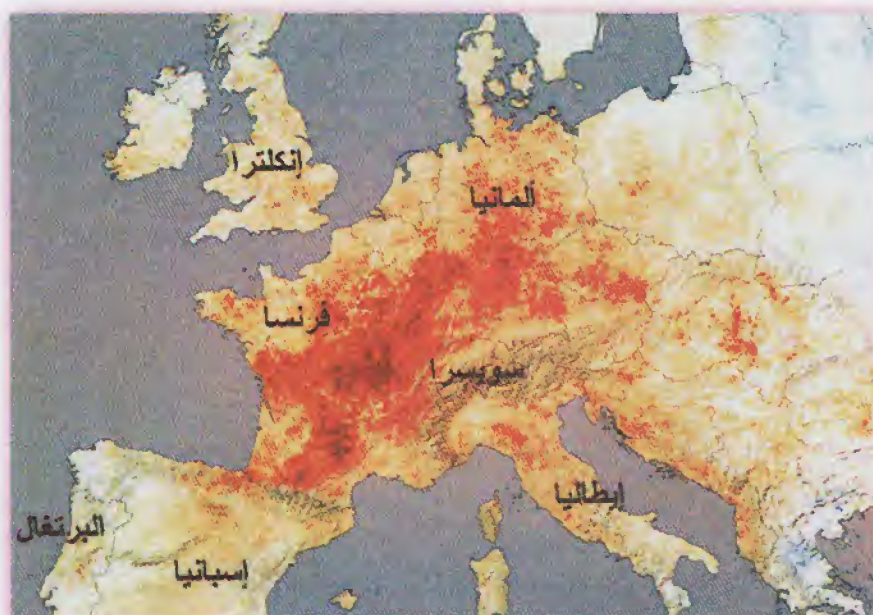 إنكلترا
ألمانيا
فرنسا
سويسرا
إيطاليا
البرتغال
إسبانيا